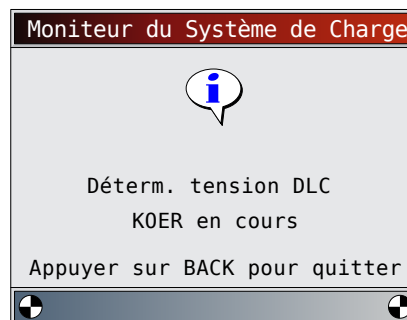 Moniteur du Système de Charge
Déterm. tension DLC
KOER en cours
Appuyer sur BACK pour quitter